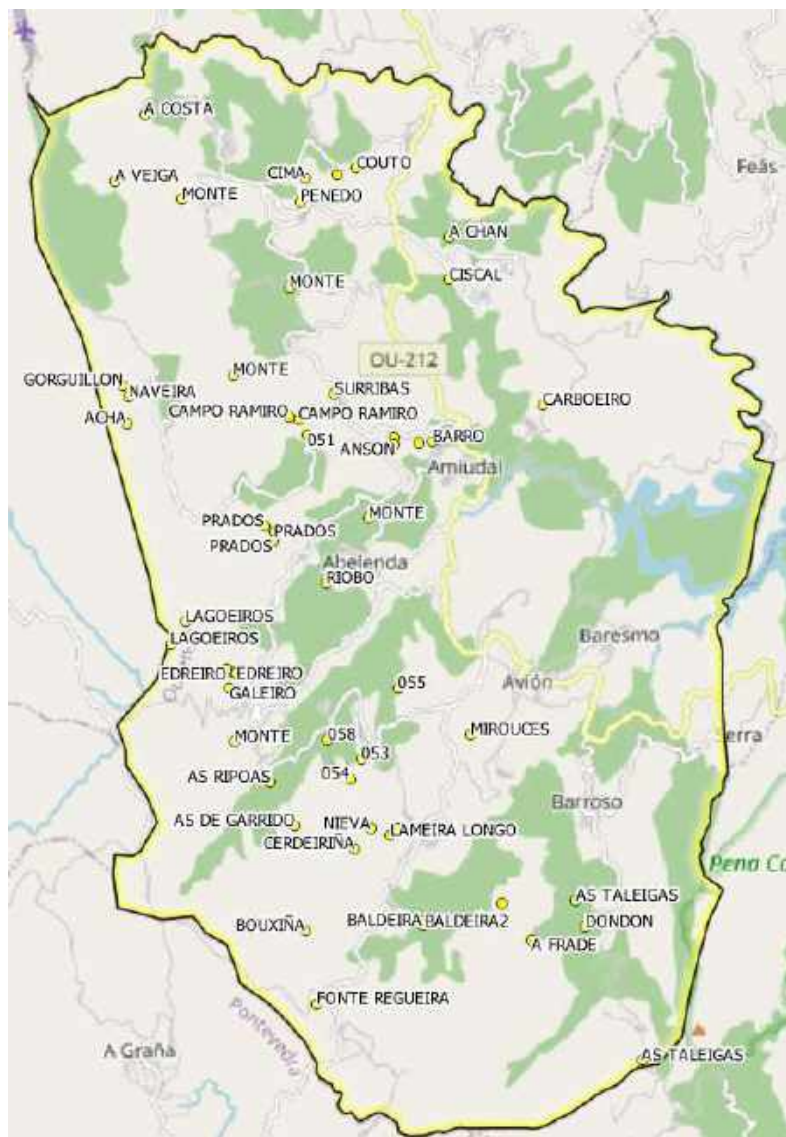 A COSTA
COUTO
CIMA
Feás
A VEIGA
MONTE
PENEDO
A CHAN
CISCAL
MONTE
OU-212
MONTE
GORGUILLON
NAVEIRA
SURRIBAS
CARBOEIRO
CAMPO RAMIRO
CAMPO RAMIRO
ACHA
051
ANSON
BARRO
Amiudal
PRADOS
PRADOS
MONTE
PRADOS
Abelenda
RIOBO
LAGOEIROS
LAGOEIROS
Baresmo
EDREIRO
EDREIRO
GALEIRO
055
Avión
MONTE
058
MIROUCES
053
AS RIPOAS
054
Barroso
AS DE GARRIDO
NIEVA
LAMEIRA LONGO
CERDEIRIÑA
AS TALEIGAS
BOUXIÑA
BALDEIRA
BALDEIRA2
DONDON
A FRADE
FONTE REGUEIRA
Pontevedra
A Graña
AS TALEIGAS